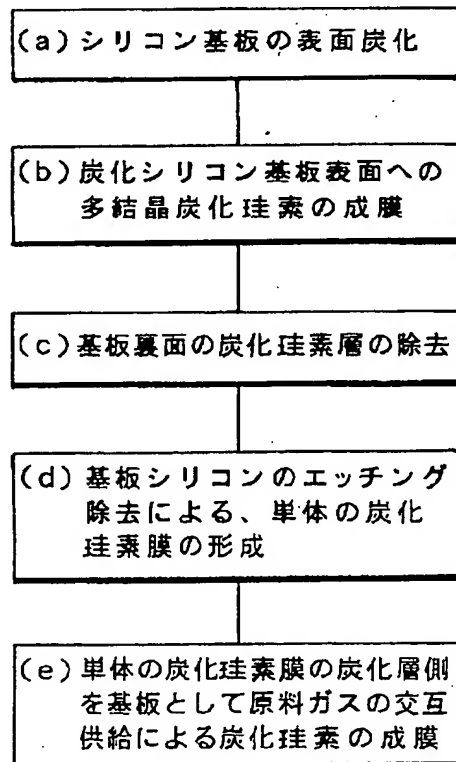 (a)シリコン基板の表面炭化
(b)炭化シリコン基板表面への
多結晶炭化珪素の成膜
(c)基板裏面の炭化珪素層の除去
(d)基板シリコンのエッチング
除去による、単体の炭化
珪素膜の形成
(e)単体の炭化珪素膜の炭化層側
を基板として原料ガスの交互
供給による炭化珪素の成膜